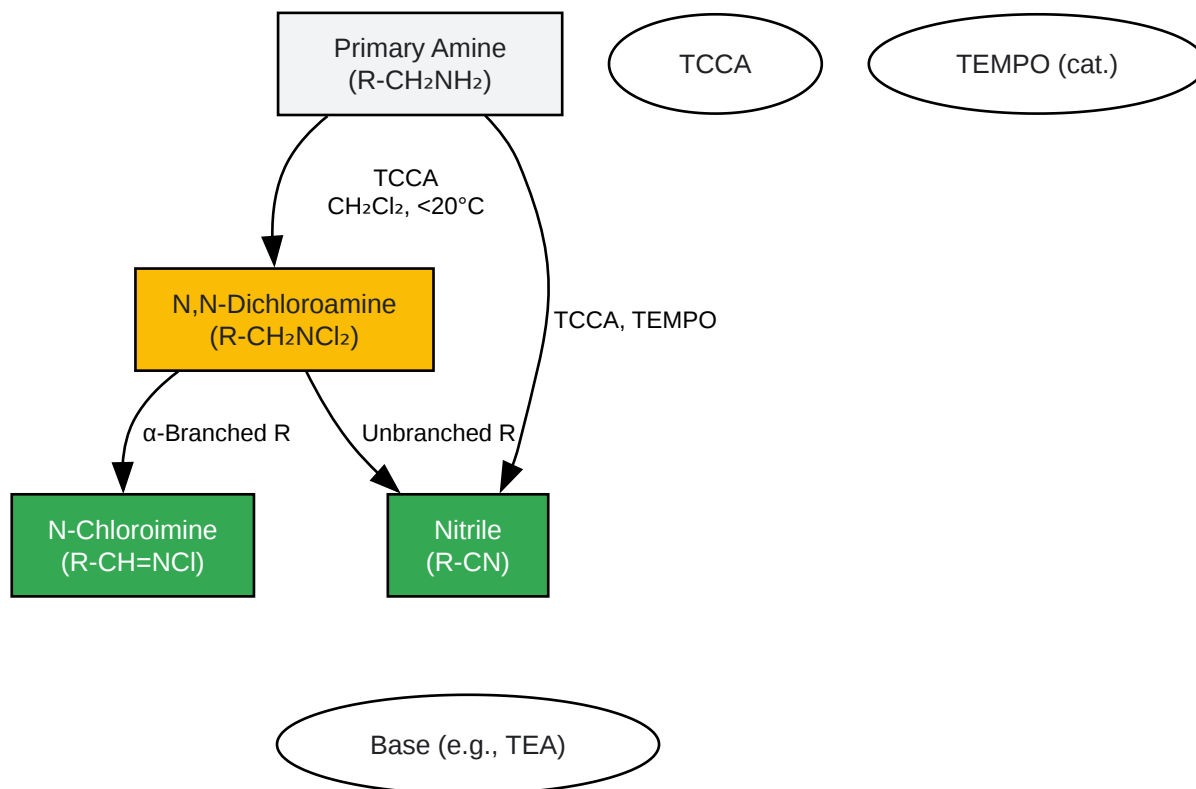 Primary Amine
(R-CH₂NH₂)
TCCA
TEMPO (cat.)
TCCA
CH₂Cl₂, <20°C
N,N-Dichloroamine
(R-CH₂NCl₂)
TCCA, TEMPO
α-Branched R
Unbranched R
N-Chloroimine
(R-CH=NCl)
Nitrile
(R-CN)
Base (e.g., TEA)